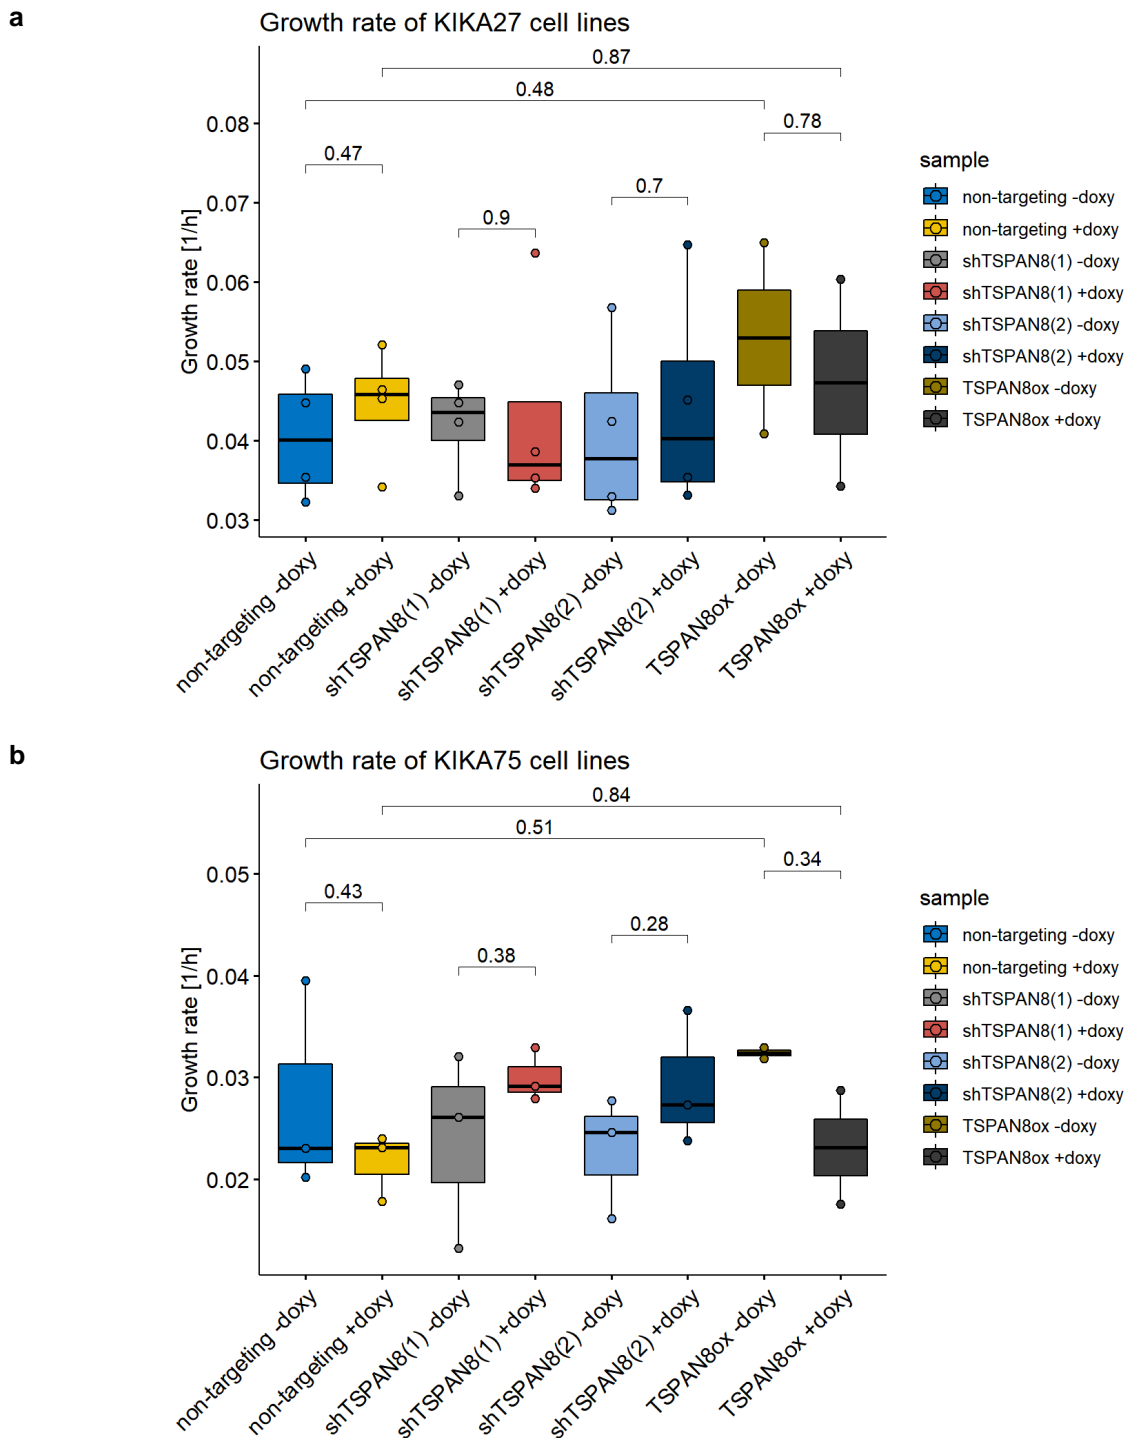 a
Growth rate of KIKA27 cell lines
0.87
0.48
0.78
0.47
0.7
0.9
0.08
0.07
0.06
0.05
0.04
0.03
Growth rate [1/h]
non-targeting -doxy
non-targeting +doxy
shTSPAN8(1) -doxy
shTSPAN8(1) +doxy
shTSPAN8(2) -doxy
shTSPAN8(2) +doxy
TSPAN8ox -doxy
TSPAN8ox +doxy
sample
non-targeting -doxy
non-targeting +doxy
shTSPAN8(1) -doxy
shTSPAN8(1) +doxy
shTSPAN8(2) -doxy
shTSPAN8(2) +doxy
TSPAN8ox -doxy
TSPAN8ox +doxy
b
Growth rate of KIKA75 cell lines
0.84
0.51
0.34
0.43
0.28
0.38
0.05
0.04
0.03
0.02
Growth rate [1/h]
non-targeting -doxy
non-targeting +doxy
shTSPAN8(1) -doxy
shTSPAN8(1) +doxy
shTSPAN8(2) -doxy
shTSPAN8(2) +doxy
TSPAN8ox -doxy
TSPAN8ox +doxy
sample
non-targeting -doxy
non-targeting +doxy
shTSPAN8(1) -doxy
shTSPAN8(1) +doxy
shTSPAN8(2) -doxy
shTSPAN8(2) +doxy
TSPAN8ox -doxy
TSPAN8ox +doxy